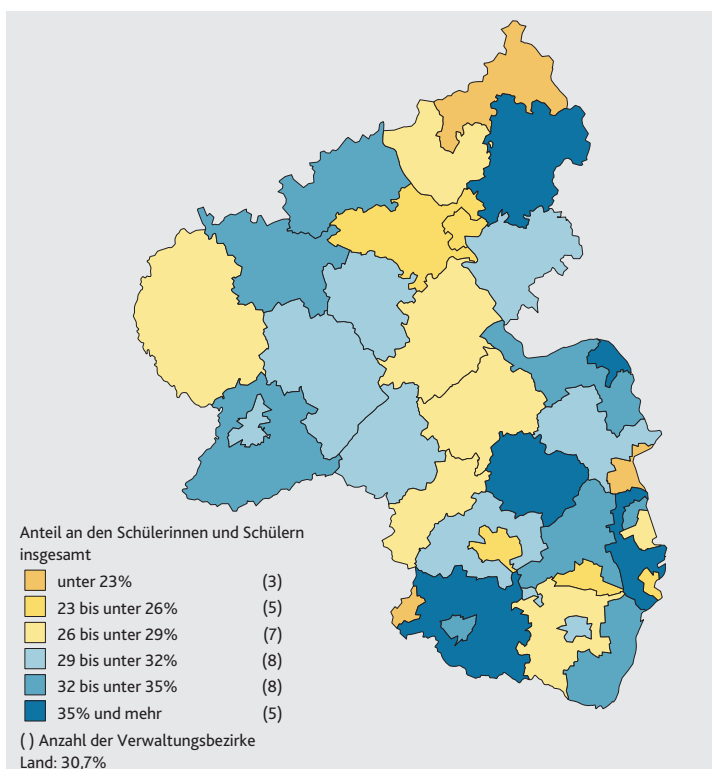 Anteil an den Schülerinnen und Schülern
insgesamt
unter 23% (3)
23 bis unter 26% (5)
26 bis unter 29% (7)
29 bis unter 32% (8)
32 bis unter 35% (8)
35% und mehr (5)
( ) Anzahl der Verwaltungsbezirke
Land: 30,7%